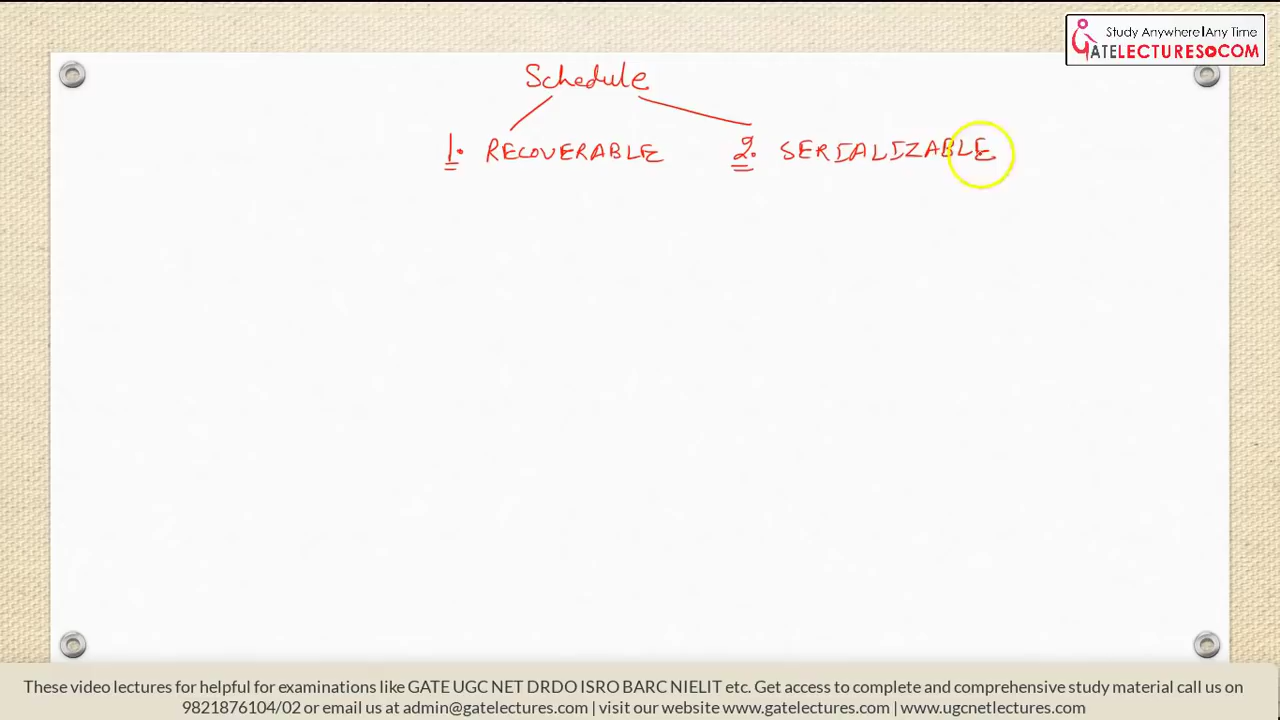 Study Anywhere|Any Time
GATELECTURES.COM
Schedule
1. RECOVERABLE 2. SERIALIZABLE
These video lectures for helpful for examinations like GATE UGC NET DRDO ISRO BARC NIELIT etc. Get access to complete and comprehensive study material call us on
9821876104/02 or email us at admin@gatelectures.com | visit our website www.gatelectures.com | www.ugcnetlectures.com